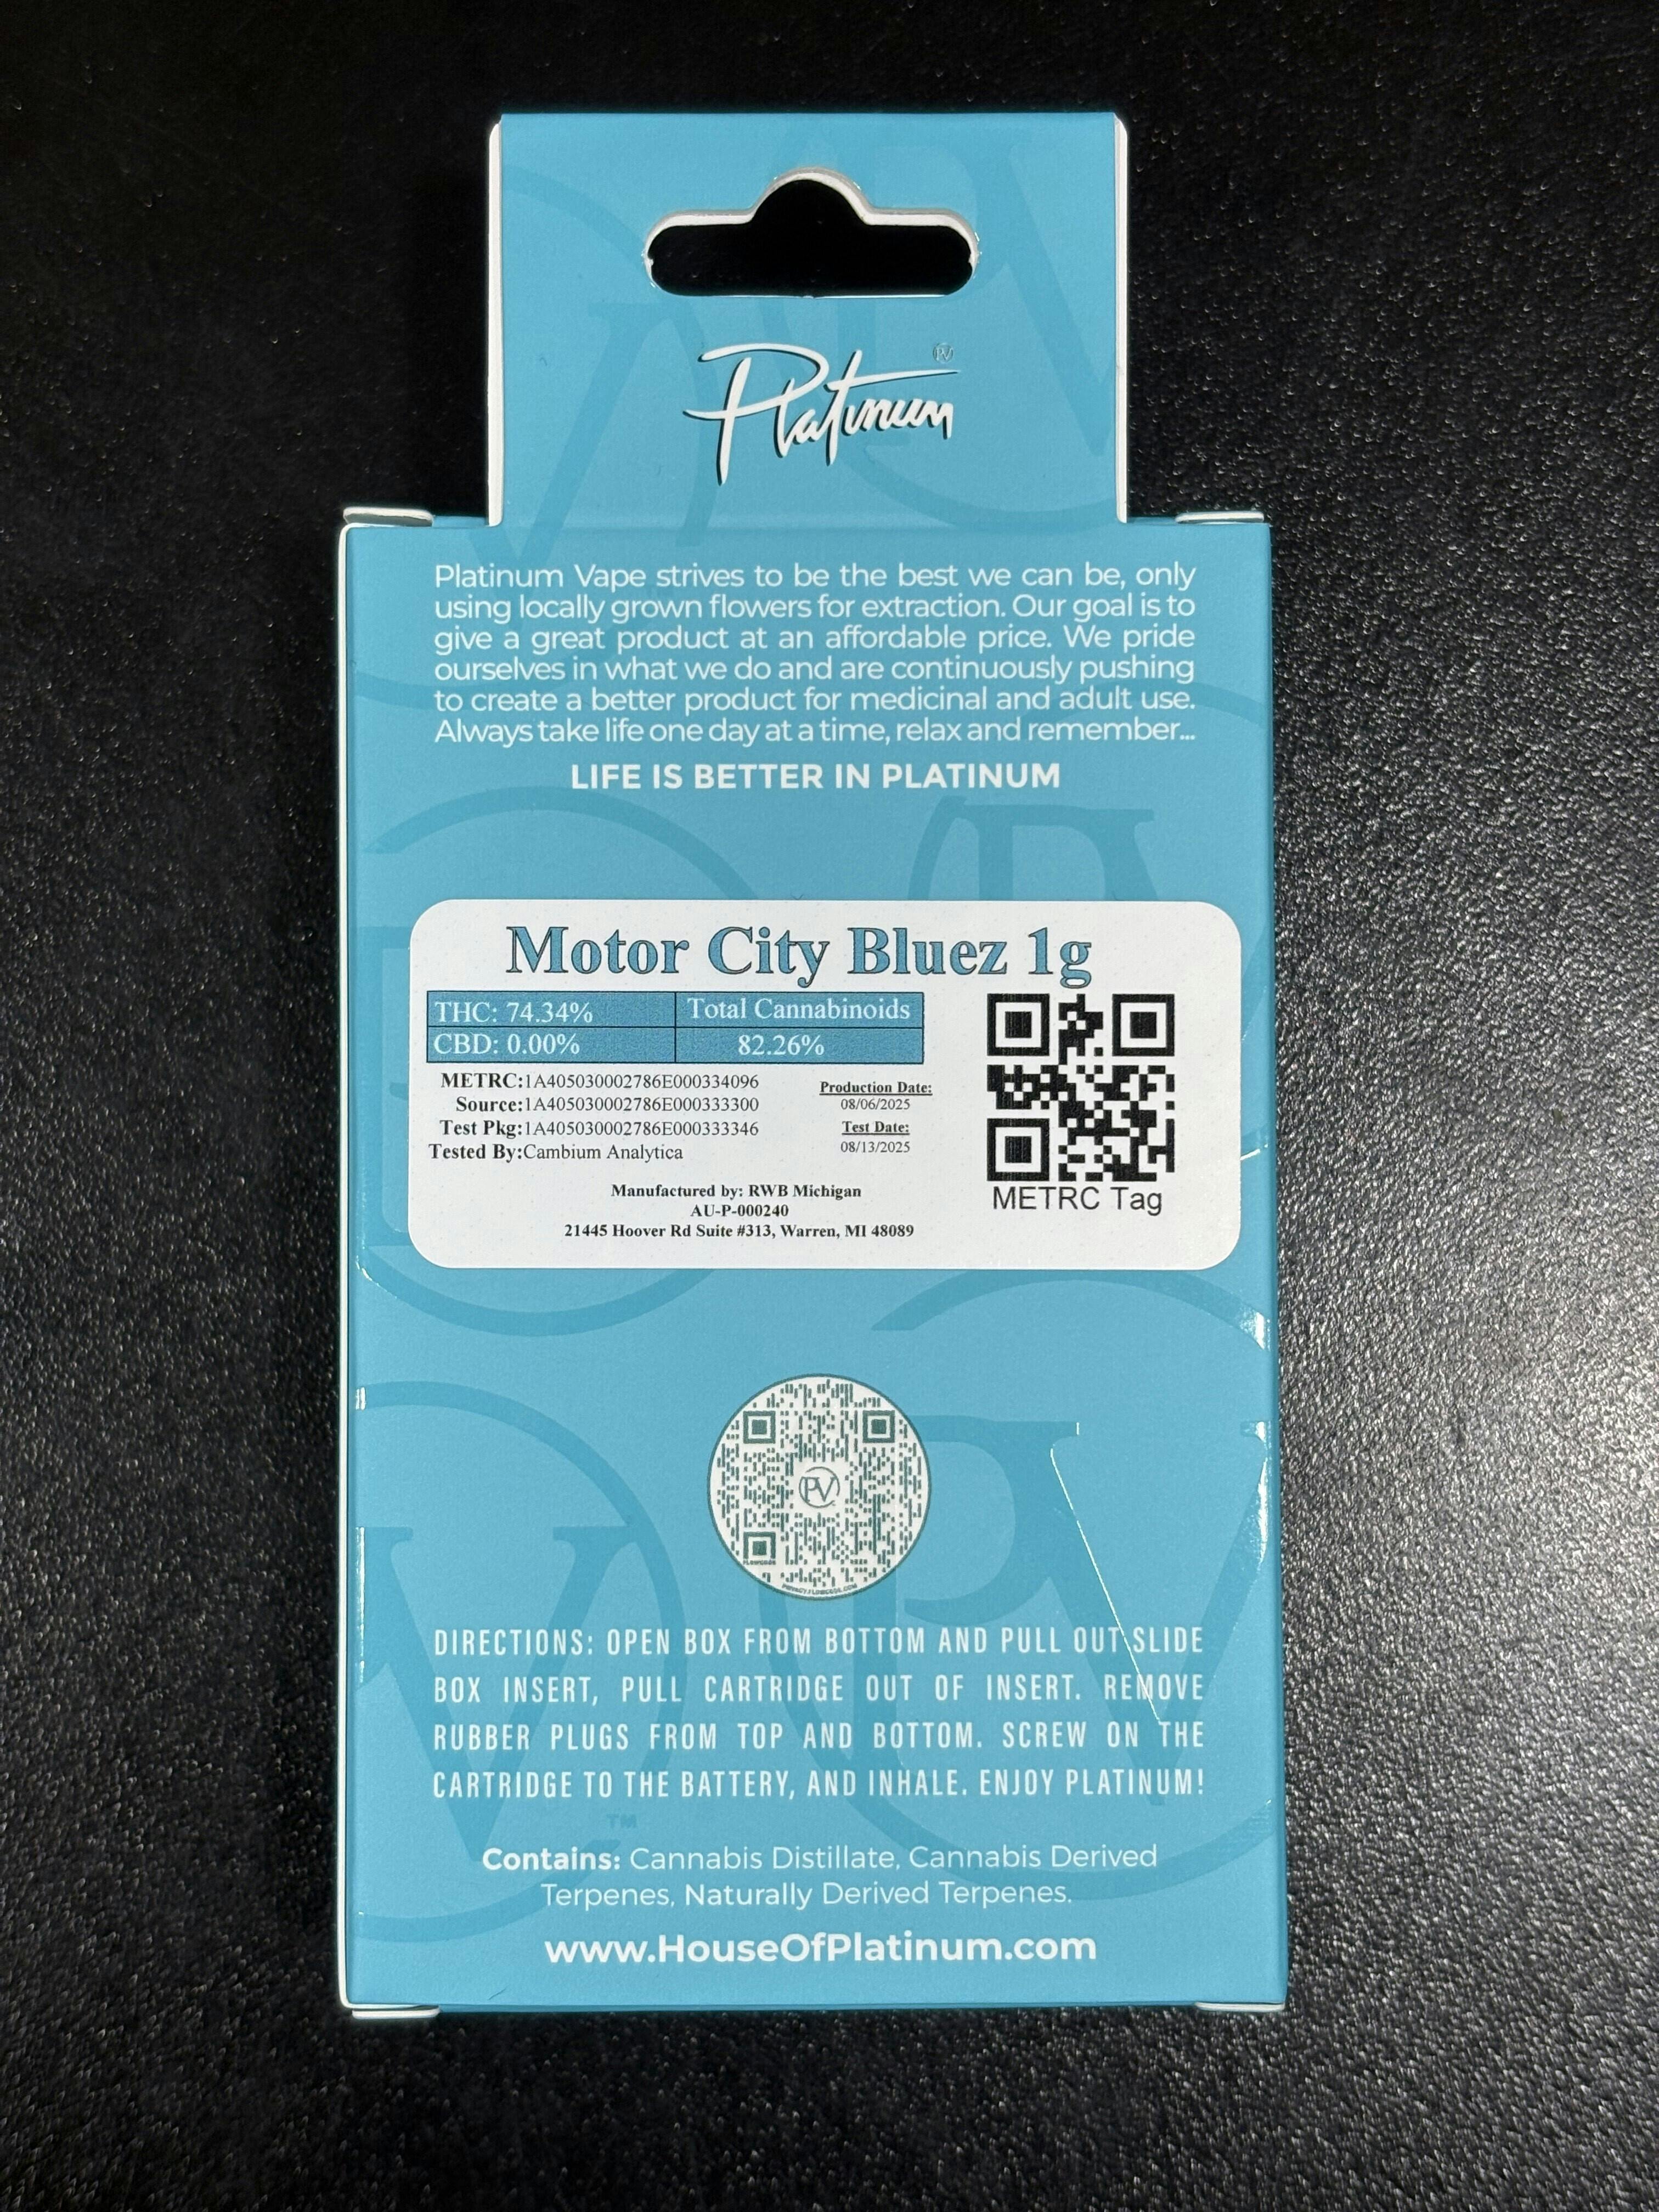 PV
Platinum
Platinum Vape strives to be the best we can be, only
using locally grown flowers for extraction. Our goal is to
give a great product at an affordable price. We pride
ourselves in what we do and are continuously pushing
to create a better product for medicinal and adult use.
Always take life one day at a time, relax and remember...
LIFE IS BETTER IN PLATINUM
Motor City Bluez 1g
THC: 74.34% Total Cannabinoids
CBD: 0.00% 82.26%
METRC:1A405030002786E000334096
Source:1A405030002786E000333300
Test Pkg:1A405030002786E000333346
Tested By:Cambium Analytica
Production Date:
08/06/2025
Test Date:
08/13/2025
Manufactured by: RWB Michigan
AU-P-000240
21445 Hoover Rd Suite #313, Warren, MI 48089
METRC Tag
PV
FLOWCODE
PRIVACY.FLOWCODE.COM
DIRECTIONS: OPEN BOX FROM BOTTOM AND PULL OUT SLIDE
BOX INSERT, PULL CARTRIDGE OUT OF INSERT. REMOVE
RUBBER PLUGS FROM TOP AND BOTTOM. SCREW ON THE
CARTRIDGE TO THE BATTERY, AND INHALE. ENJOY PLATINUM!
TM
Contains: Cannabis Distillate, Cannabis Derived
Terpenes, Naturally Derived Terpenes.
www.HouseOfPlatinum.com